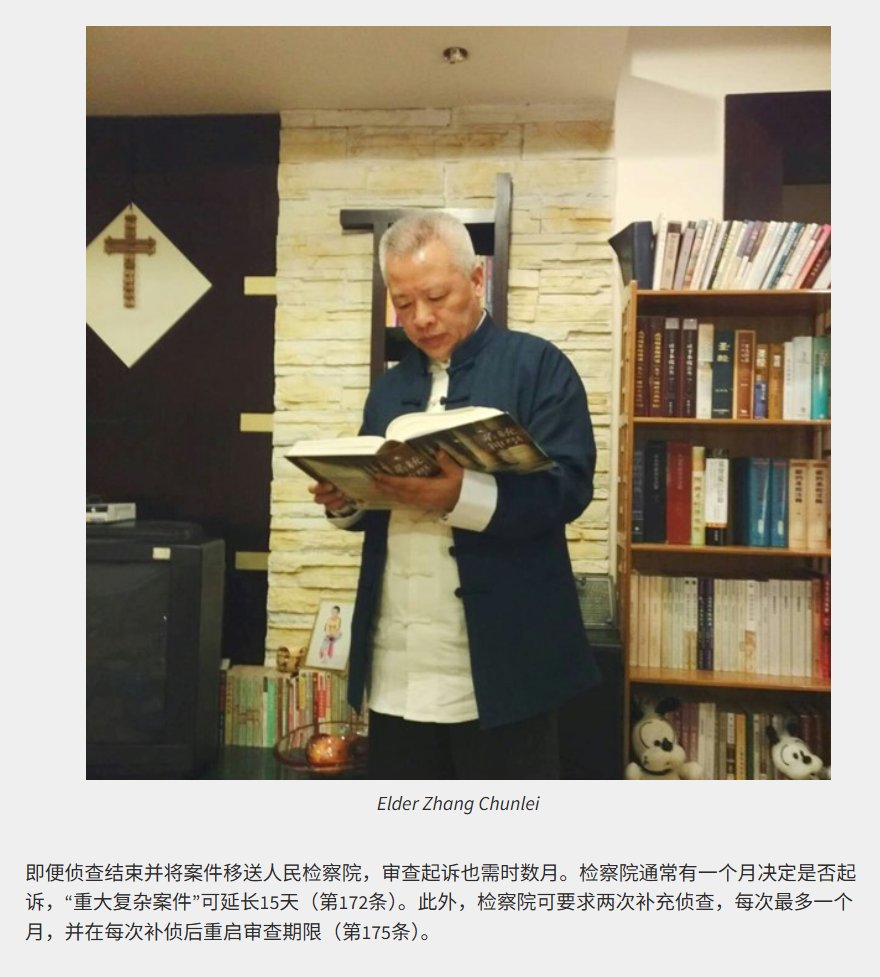 圣经
Elder Zhang Chunlei
即便侦查结束并将案件移送人民检察院，审查起诉也需时数月。检察院通常有一个月决定是否起
诉，“重大复杂案件”可延长15天（第172条）。此外，检察院可要求两次补充侦查，每次最多一个
月，并在每次补侦后重启审查期限（第175条）。